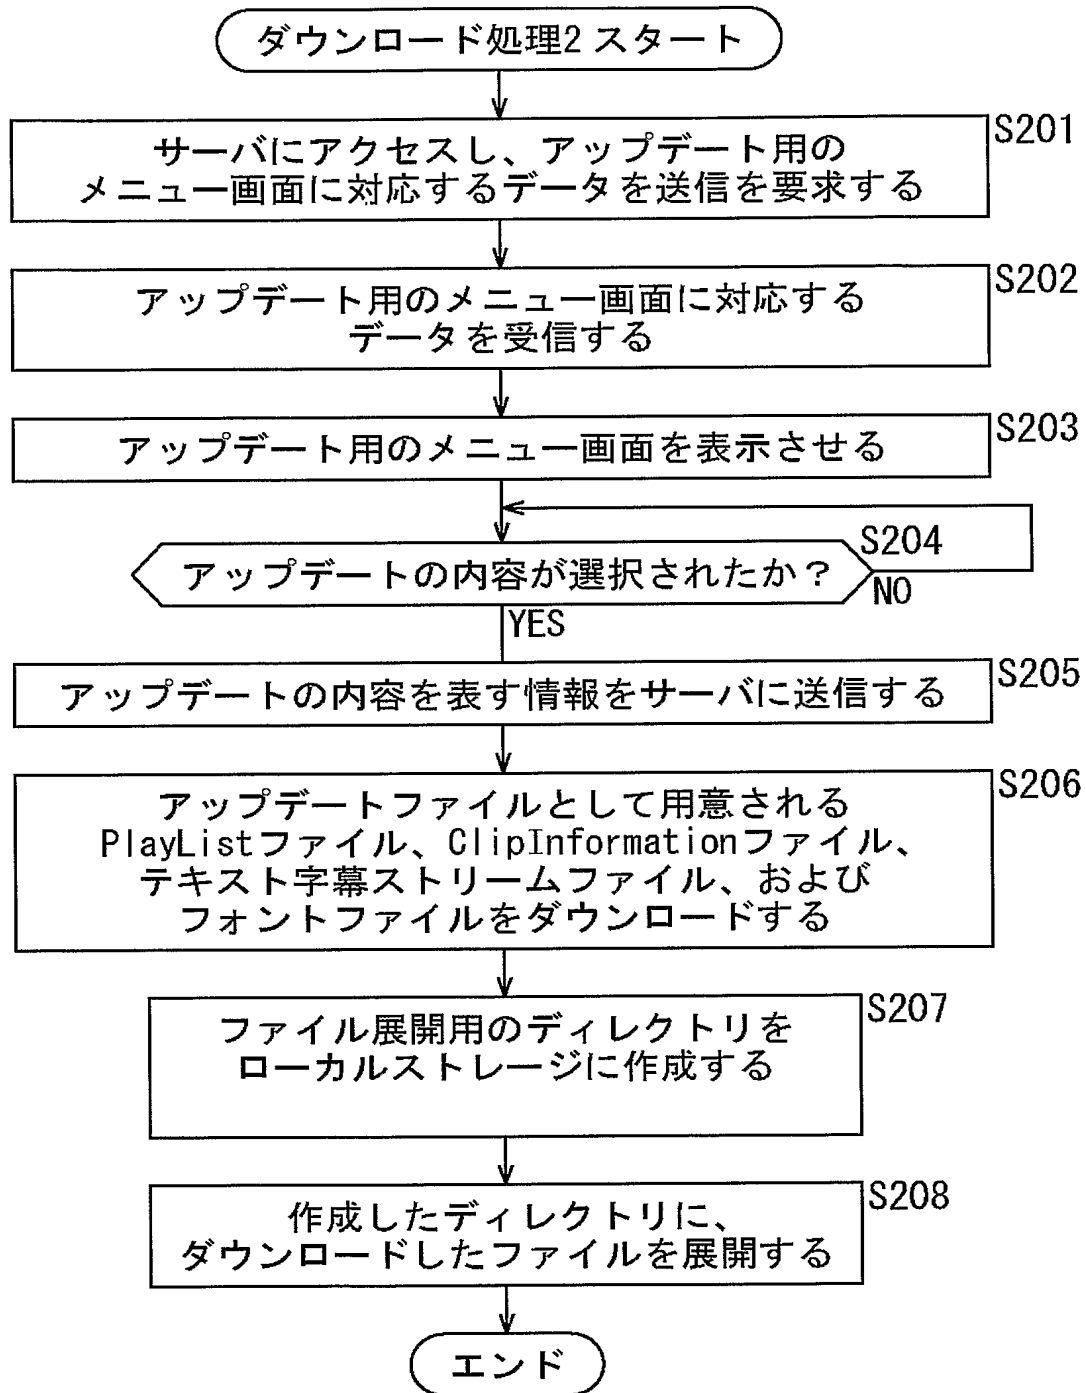 ダウンロード処理2 スタート
S201
サーバにアクセスし、アップデート用の
メニュー画面に対応するデータを送信を要求する
S202
アップデート用のメニュー画面に対応する
データを受信する
S203
アップデート用のメニュー画面を表示させる
S204
アップデートの内容が選択されたか？
NO
YES
S205
アップデートの内容を表す情報をサーバに送信する
S206
アップデートファイルとして用意される
PlayListファイル、ClipInformationファイル、
テキスト字幕ストリームファイル、および
フォントファイルをダウンロードする
S207
ファイル展開用のディレクトリを
ローカルストレージに作成する
S208
作成したディレクトリに、
ダウンロードしたファイルを展開する
エンド